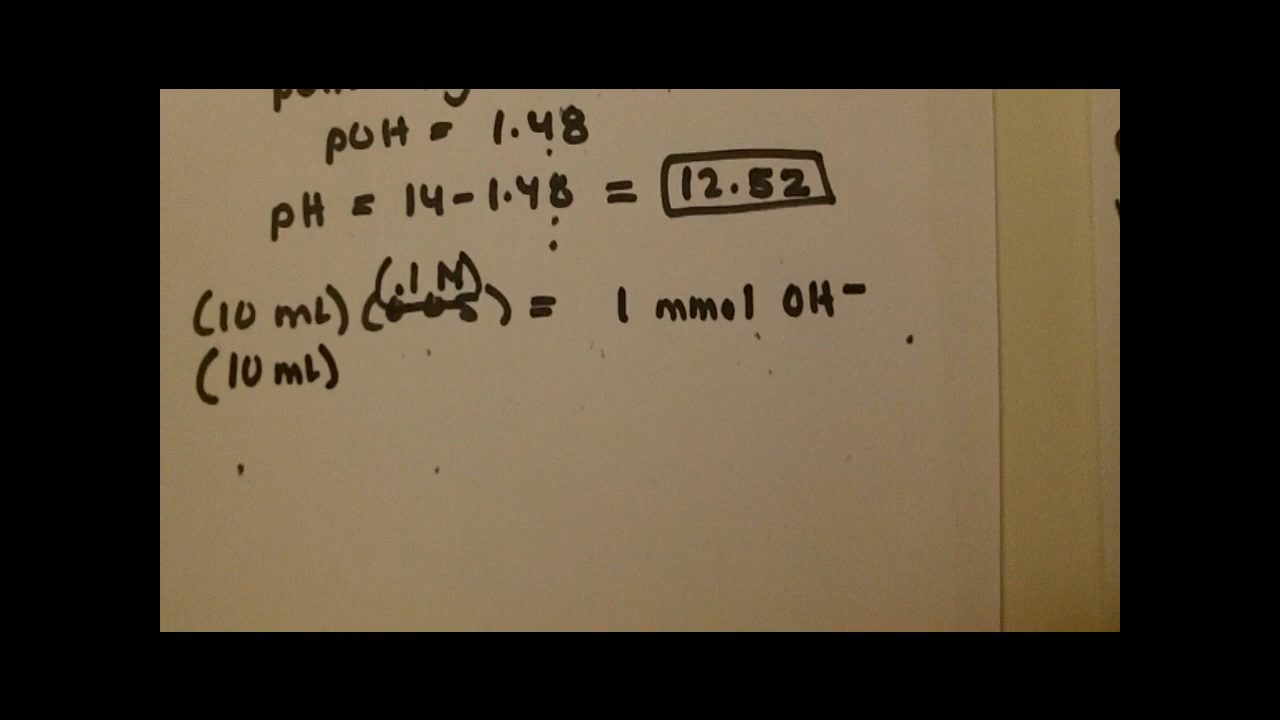 pOH = 1.48
pH = 14 - 1.48 = 12.52
(10 mL) (.1 M) = 1 mmol OH-
(10 mL)